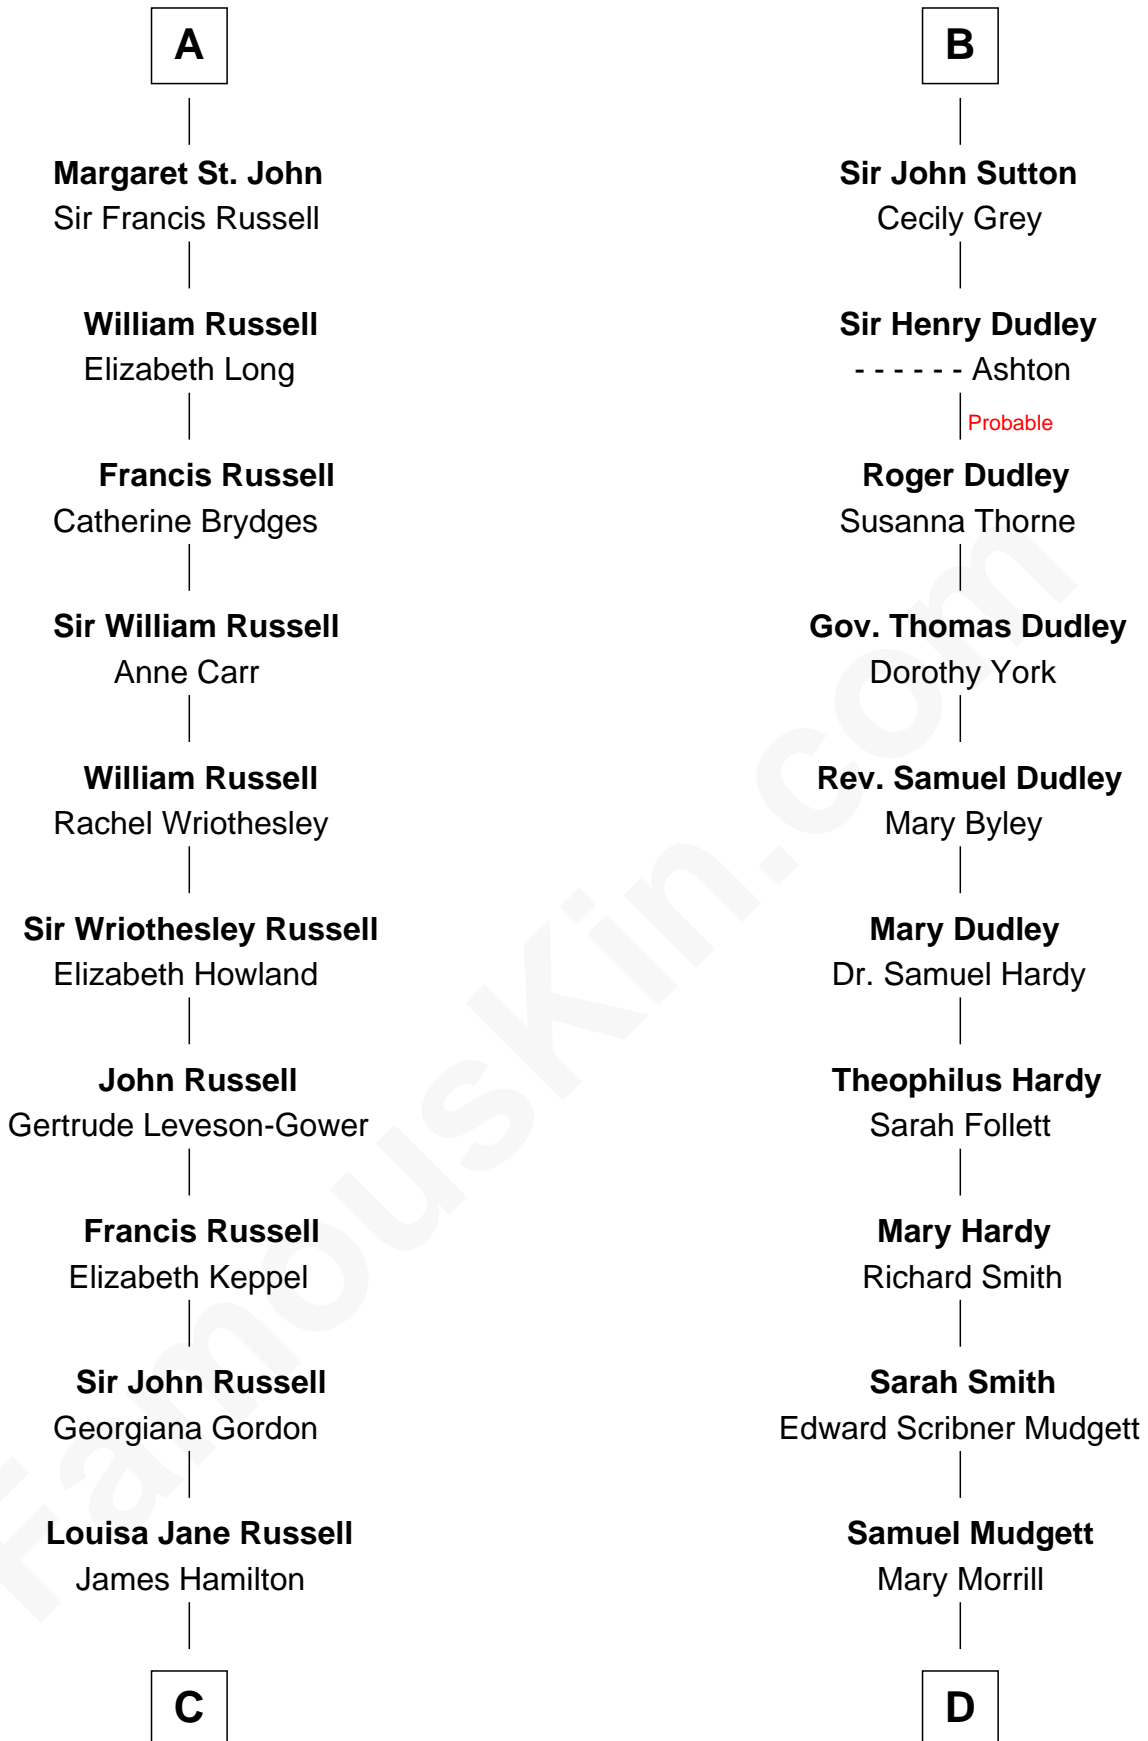 A
Margaret St. John
Sir Francis Russell
William Russell
Elizabeth Long
Francis Russell
Catherine Brydges
Sir William Russell
Anne Carr
William Russell
Rachel Wriothesley
Sir Wriothesley Russell
Elizabeth Howland
John Russell
Gertrude Leveson-Gower
Francis Russell
Elizabeth Keppel
Sir John Russell
Georgiana Gordon
Louisa Jane Russell
James Hamilton
C
B
Sir John Sutton
Cecily Grey
Sir Henry Dudley
- - - - - - Ashton
Probable
Roger Dudley
Susanna Thorne
Gov. Thomas Dudley
Dorothy York
Rev. Samuel Dudley
Mary Byley
Mary Dudley
Dr. Samuel Hardy
Theophilus Hardy
Sarah Follett
Mary Hardy
Richard Smith
Sarah Smith
Edward Scribner Mudgett
Samuel Mudgett
Mary Morrill
D
FamousKin.com